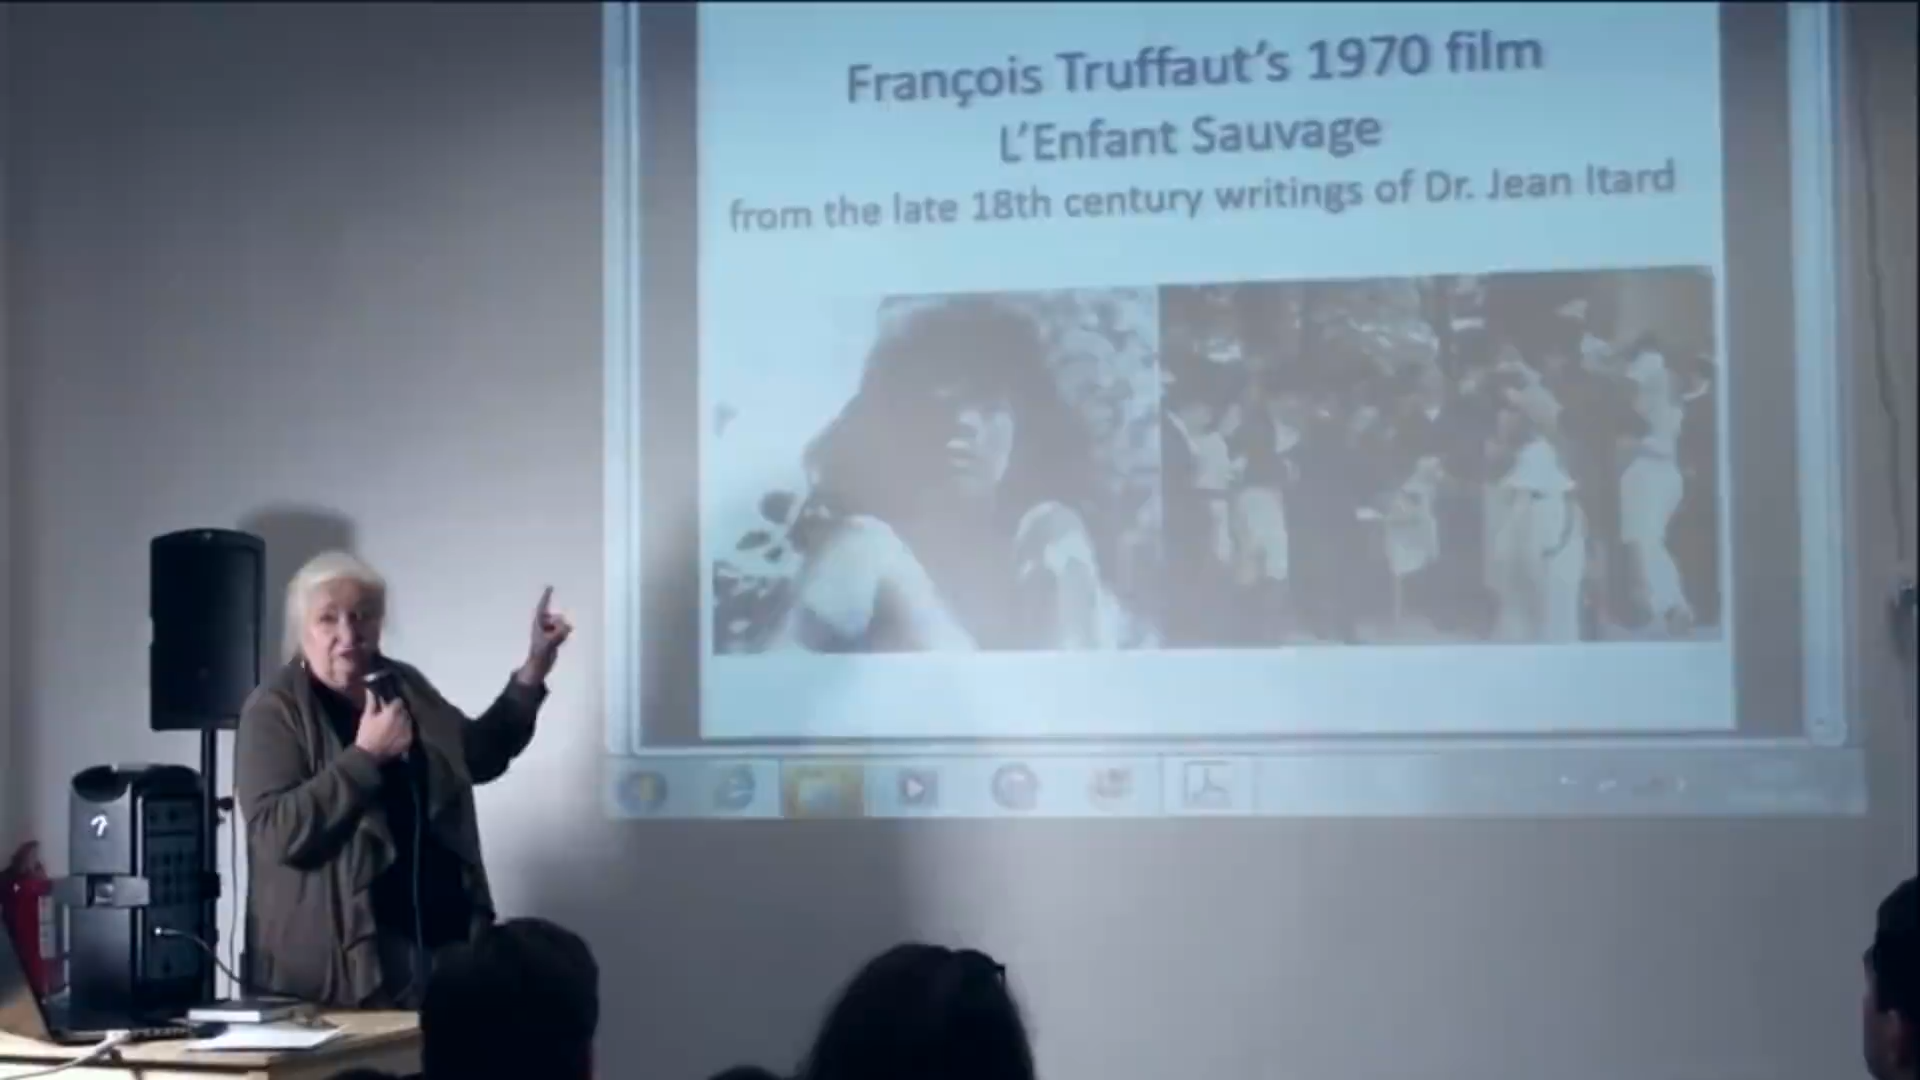 François Truffaut's 1970 film
L'Enfant Sauvage
from the late 18th century writings of Dr. Jean Itard